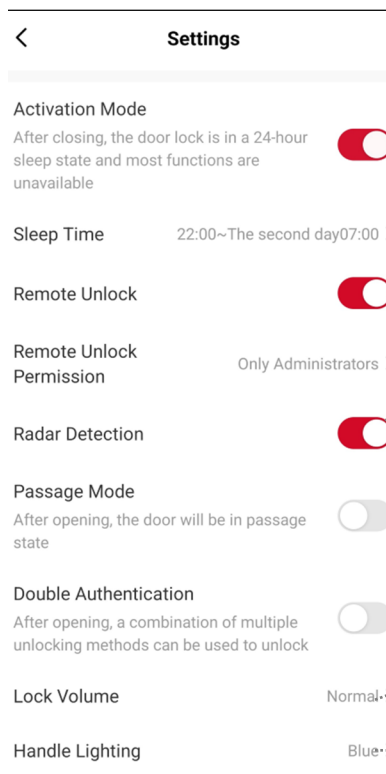 Settings
Activation Mode
After closing, the door lock is in a 24-hour
sleep state and most functions are
unavailable
Sleep Time 22:00~The second day07:00
Remote Unlock
Remote Unlock
Permission
Only Administrators
Radar Detection
Passage Mode
After opening, the door will be in passage
state
Double Authentication
After opening, a combination of multiple
unlocking methods can be used to unlock
Lock Volume Normal
Handle Lighting Blue